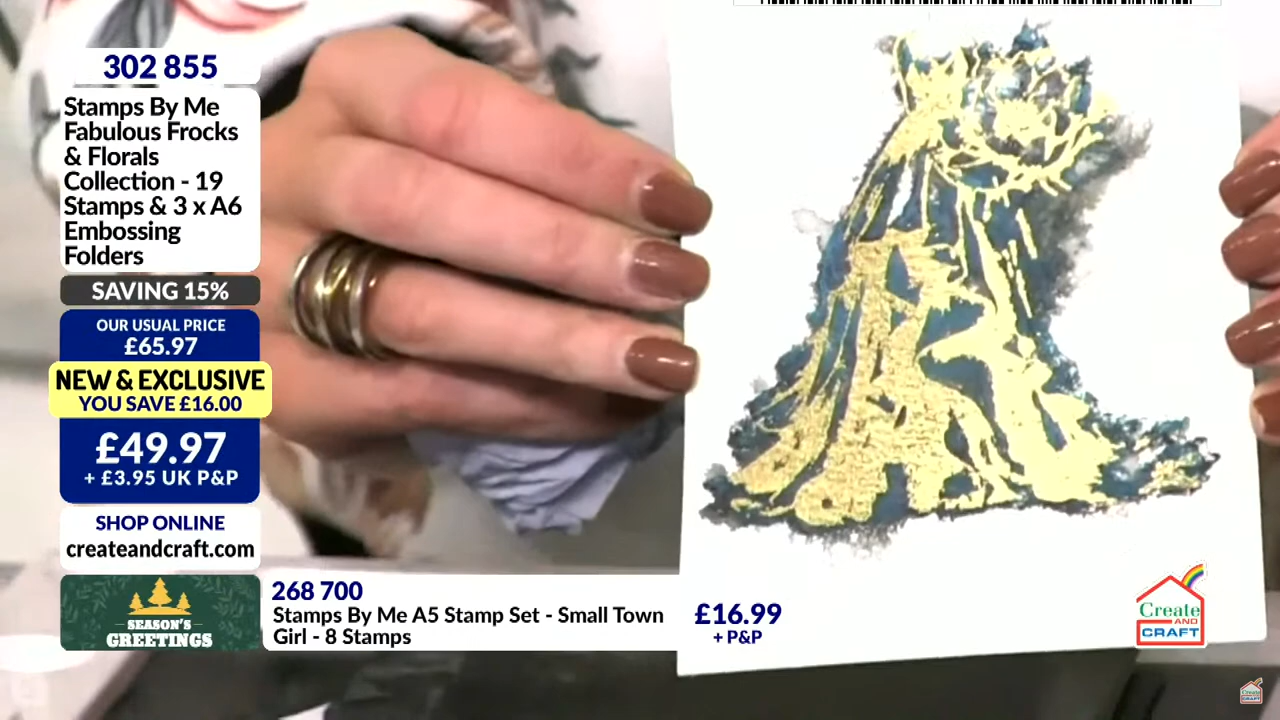 302 855
Stamps By Me
Fabulous Frocks
& Florals
Collection - 19
Stamps & 3 x A6
Embossing
Folders
SAVING 15%
OUR USUAL PRICE
£65.97
NEW & EXCLUSIVE
YOU SAVE £16.00
£49.97
+ £3.95 UK P&P
SHOP ONLINE
createandcraft.com
SEASON'S
GREETINGS
268 700
Stamps By Me A5 Stamp Set - Small Town
Girl - 8 Stamps
£16.99
+ P&P
Create
AND
CRAFT
Create
AND
CRAFT